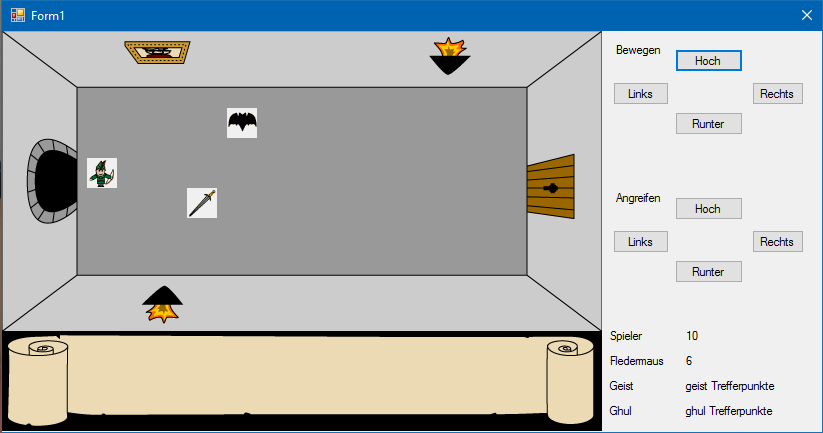 Form1
Bewegen
Hoch
Links Rechts
Runter
Angreifen
Hoch
Links Rechts
Runter
Spieler 10
Fledermaus 6
Geist geist Trefferpunkte
Ghul ghul Trefferpunkte